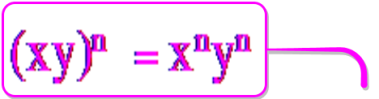 (xy)ⁿ = xⁿyⁿ